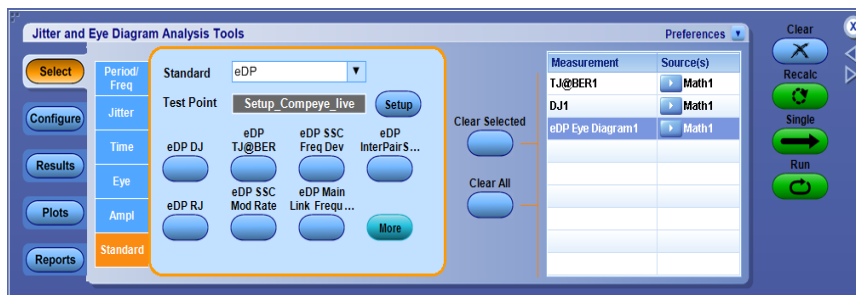 Jitter and Eye Diagram Analysis Tools
Preferences
Clear
X
Select
Configure
Results
Plots
Reports
Period/
Freq
Jitter
Time
Eye
Ampl
Standard
Standard
eDP
Test Point
Setup_Compeye_live
Setup
eDP DJ
eDP
TJ@BER
eDP SSC
Freq Dev
eDP
InterPairS...
eDP RJ
eDP SSC
Mod Rate
eDP Main
Link Frequ...
More
Clear Selected
Clear All
Measurement
Source(s)
TJ@BER1
Math1
DJ1
Math1
eDP Eye Diagram1
Math1
Recalc
Single
Run